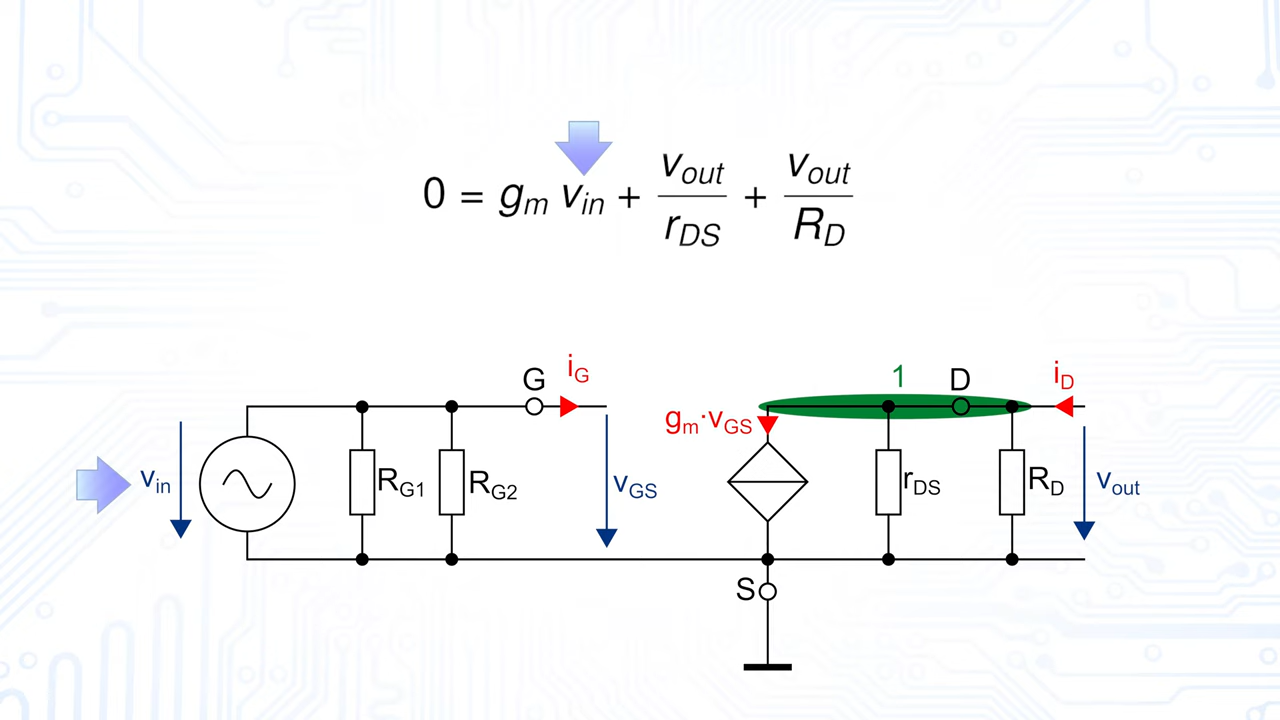 0 = g_m v_in + v_out/r_DS + v_out/R_D
G
i_G
1
D
i_D
g_m·v_GS
v_in
R_G1
R_G2
v_GS
r_DS
R_D
v_out
S